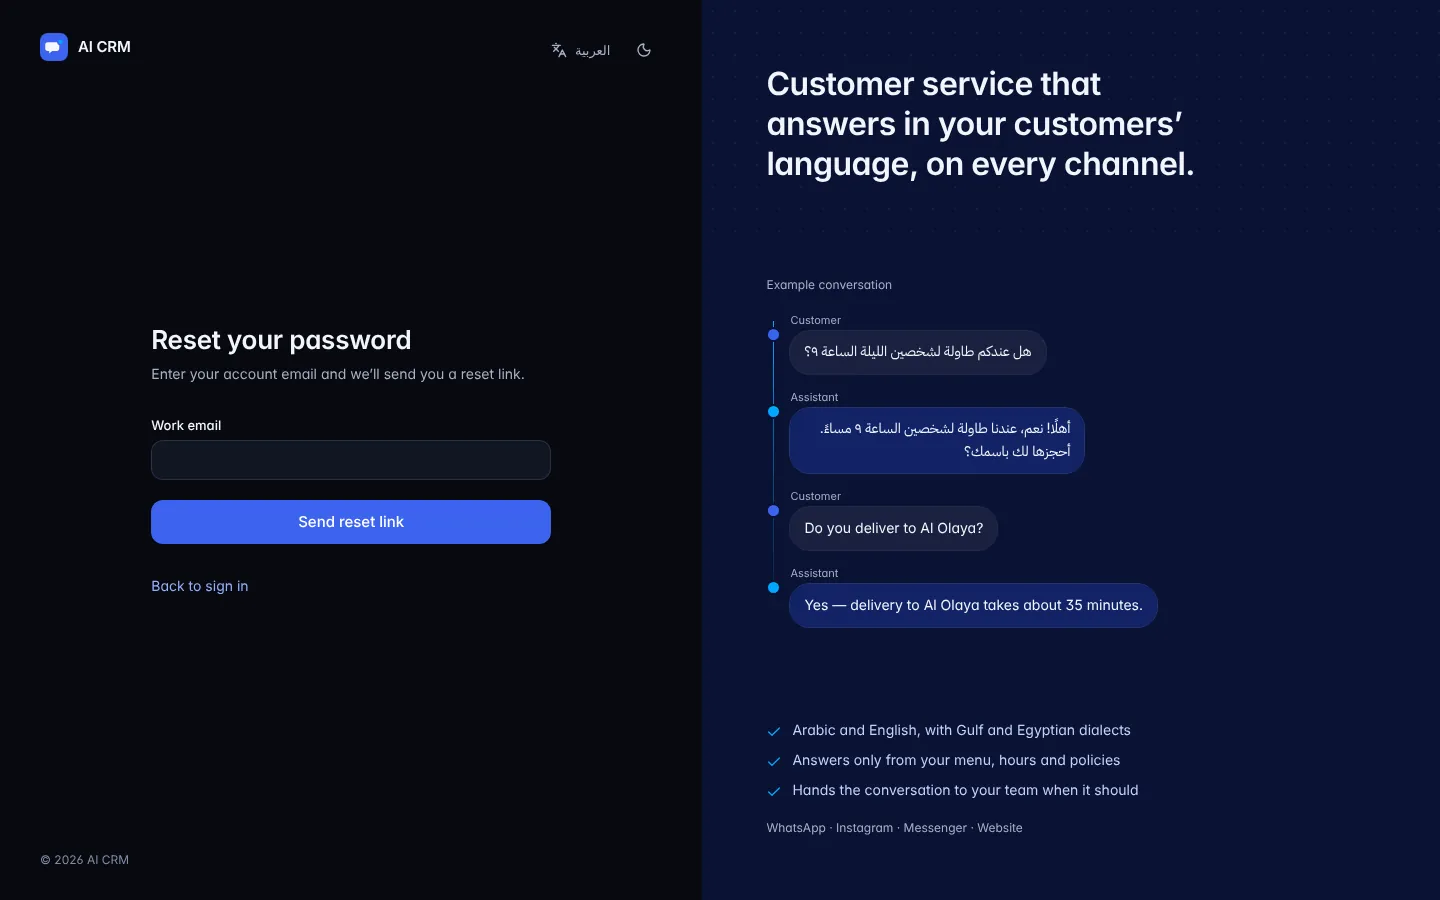 AI CRM
العربية
Reset your password
Enter your account email and we’ll send you a reset link.
Work email
Send reset link
Back to sign in
© 2026 AI CRM
Customer service that
answers in your customers’
language, on every channel.
Example conversation
Customer
هل عندكم طاولة لشخصين الليلة الساعة ٩؟
Assistant
أهلًا! نعم، عندنا طاولة لشخصين الساعة ٩ مساءً.
أحجزها لك باسمك؟
Customer
Do you deliver to Al Olaya?
Assistant
Yes — delivery to Al Olaya takes about 35 minutes.
Arabic and English, with Gulf and Egyptian dialects
Answers only from your menu, hours and policies
Hands the conversation to your team when it should
WhatsApp · Instagram · Messenger · Website